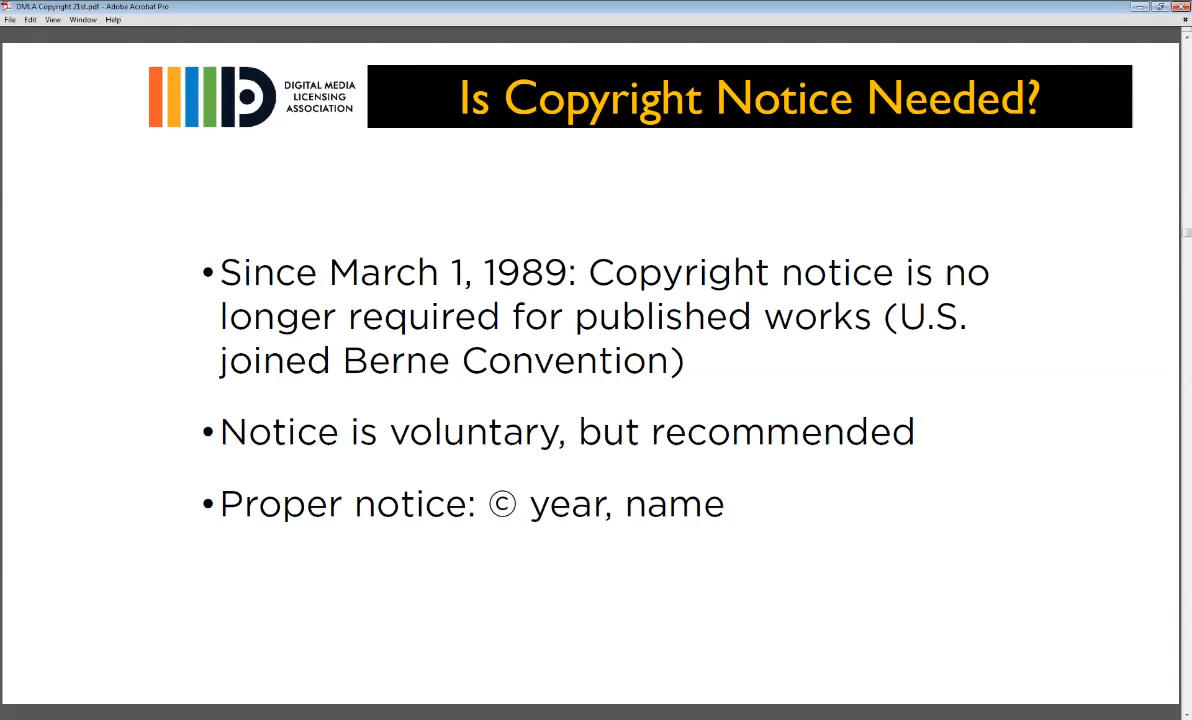 DMLA Copyright 21st.pdf - Adobe Acrobat Pro
File Edit View Window Help
DIGITAL MEDIA
LICENSING
ASSOCIATION
Is Copyright Notice Needed?
•Since March 1, 1989: Copyright notice is no
longer required for published works (U.S.
joined Berne Convention)
•Notice is voluntary, but recommended
•Proper notice: © year, name